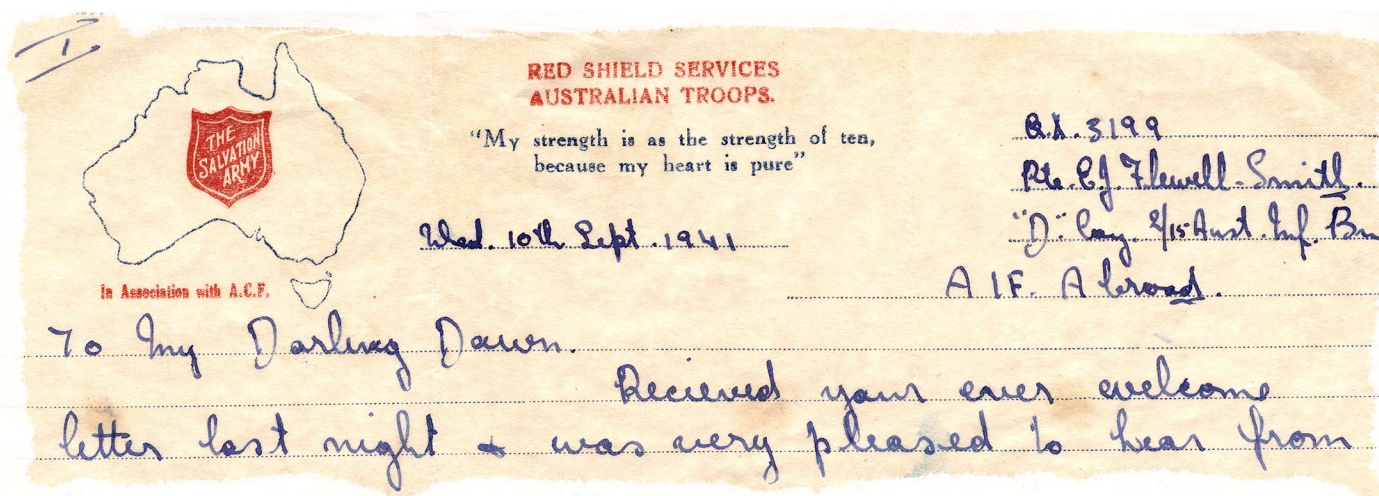 1
RED SHIELD SERVICES
AUSTRALIAN TROOPS.
"My strength is as the strength of ten,
because my heart is pure"
THE
SALVATION
ARMY
In Association with A.C.F.
QX. 3199
Pte. E.J. Flewell-Smith.
"D" Coy. 2/15 Aust. Inf. Bn
A.I.F. Abroad.
Wed. 10th Sept. 1941
To My Darling Dawn.
Recieved your ever welcome
letter last night & was very pleased to hear from